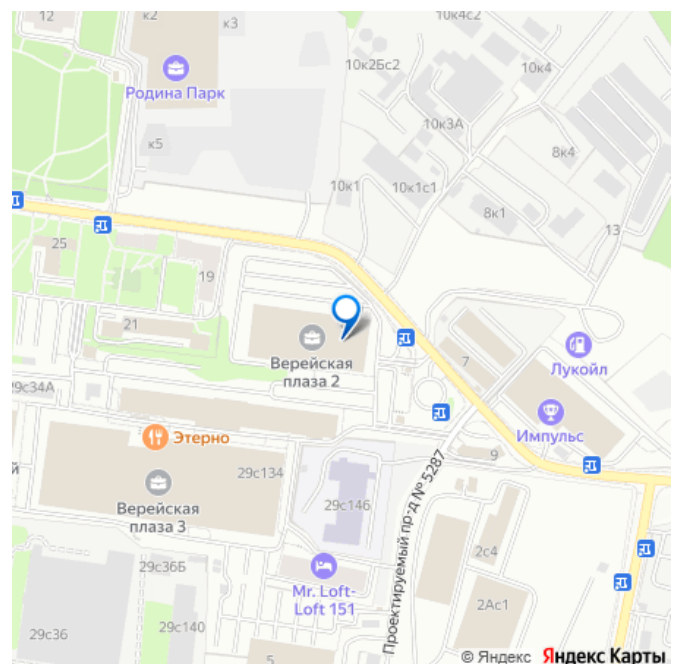 12
к2
к3
10к4с2
10к2Бс2
10к4
Родина Парк
10к3А
к5
8к4
10к1
10к1с1
8к1
13
25
19
21
Верейская
плаза 2
7
Лукойл
29с34А
Этерно
Импульс
9
й
29с134
Верейская
плаза 3
29с146
Проектируемый пр-д № 5287
29с36Б
2с4
Mr. Loft-
Loft 151
2Ас1
29с36
29с140
5
© Яндекс Яндекс Карты